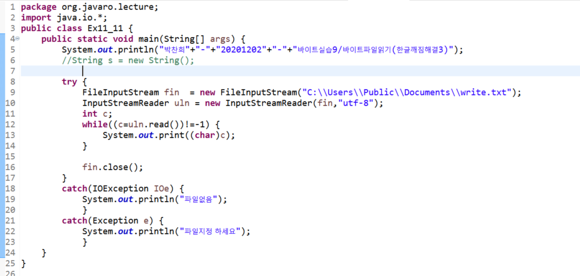 1 package org.javaro.lecture;
2 import java.io.*;
3 public class Ex11_11 {
4 public static void main(String[] args) {
5 System.out.println("박찬희"+"-"+"20201202"+"-"+"바이트실습9/바이트파일읽기(한글깨짐해결3)");
6 //String s = new String();
7
8 try {
9 FileInputStream fin = new FileInputStream("C:\\Users\\Public\\Documents\\write.txt");
10 InputStreamReader uln = new InputStreamReader(fin,"utf-8");
11 int c;
12 while((c=uln.read())!=-1) {
13 System.out.print((char)c);
14 }
15
16 fin.close();
17 }
18 catch(IOException IOe) {
19 System.out.println("파일없음");
20 }
21 catch(Exception e) {
22 System.out.println("파일지정 하세요");
23 }
24 }
25 }
26